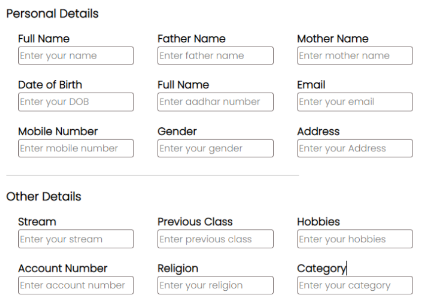 Personal Details
Full Name Father Name Mother Name
Enter your name Enter father name Enter mother name
Date of Birth Full Name Email
Enter your DOB Enter aadhar number Enter your email
Mobile Number Gender Address
Enter mobile number Enter your gender Enter your Address
Other Details
Stream Previous Class Hobbies
Enter your stream Enter previous class Enter your hobbies
Account Number Religion Category
Enter account number Enter your religion Enter your category